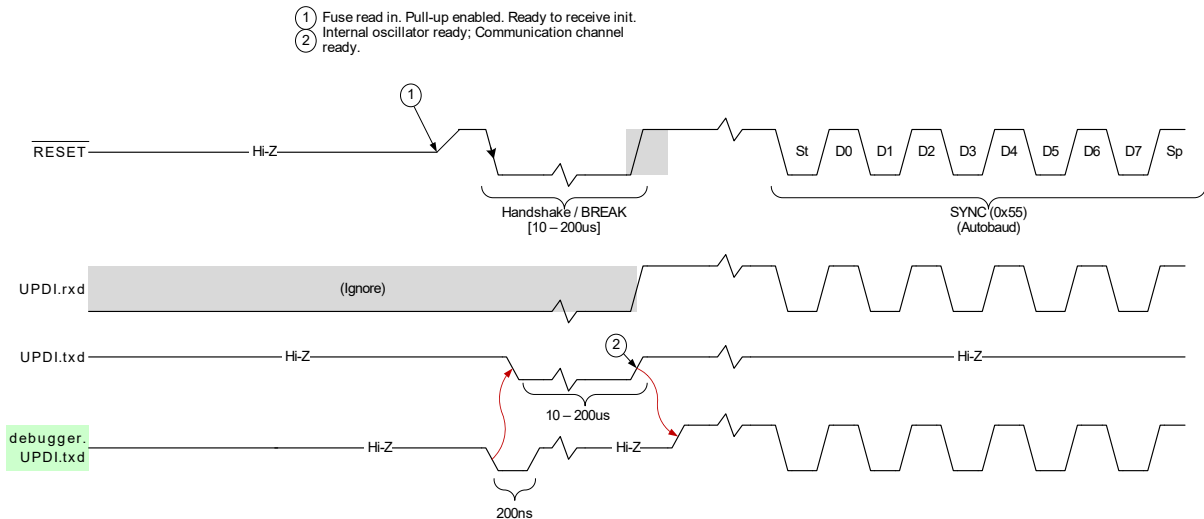 1 Fuse read in. Pull-up enabled. Ready to receive init.
2 Internal oscillator ready; Communication channel
ready.
1
RESET
Hi-Z
St D0 D1 D2 D3 D4 D5 D6 D7 Sp
Handshake / BREAK
[10 – 200us]
SYNC (0x55)
(Autobaud)
UPDI.rxd
(Ignore)
UPDI.txd
Hi-Z
2
Hi-Z
10 – 200us
debugger.
UPDI.txd
Hi-Z
Hi-Z
200ns